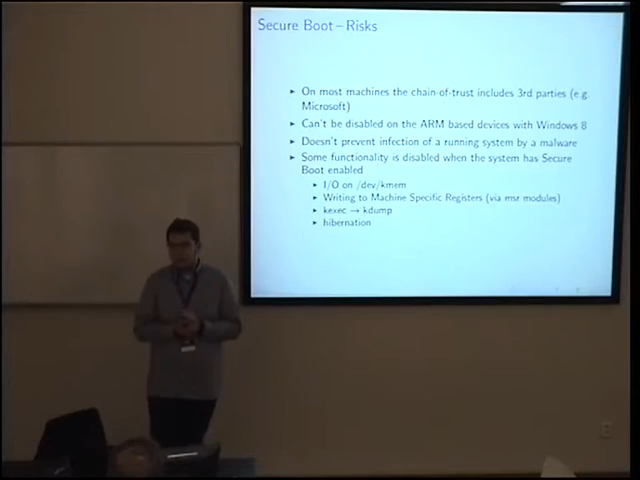 Secure Boot – Risks
▸ On most machines the chain-of-trust includes 3rd parties (e.g.
Microsoft)
▸ Can't be disabled on the ARM based devices with Windows 8
▸ Doesn't prevent infection of a running system by a malware
▸ Some functionality is disabled when the system has Secure
Boot enabled
▸ I/O on /dev/kmem
▸ Writing to Machine Specific Registers (via msr modules)
▸ kexec → kdump
▸ hibernation